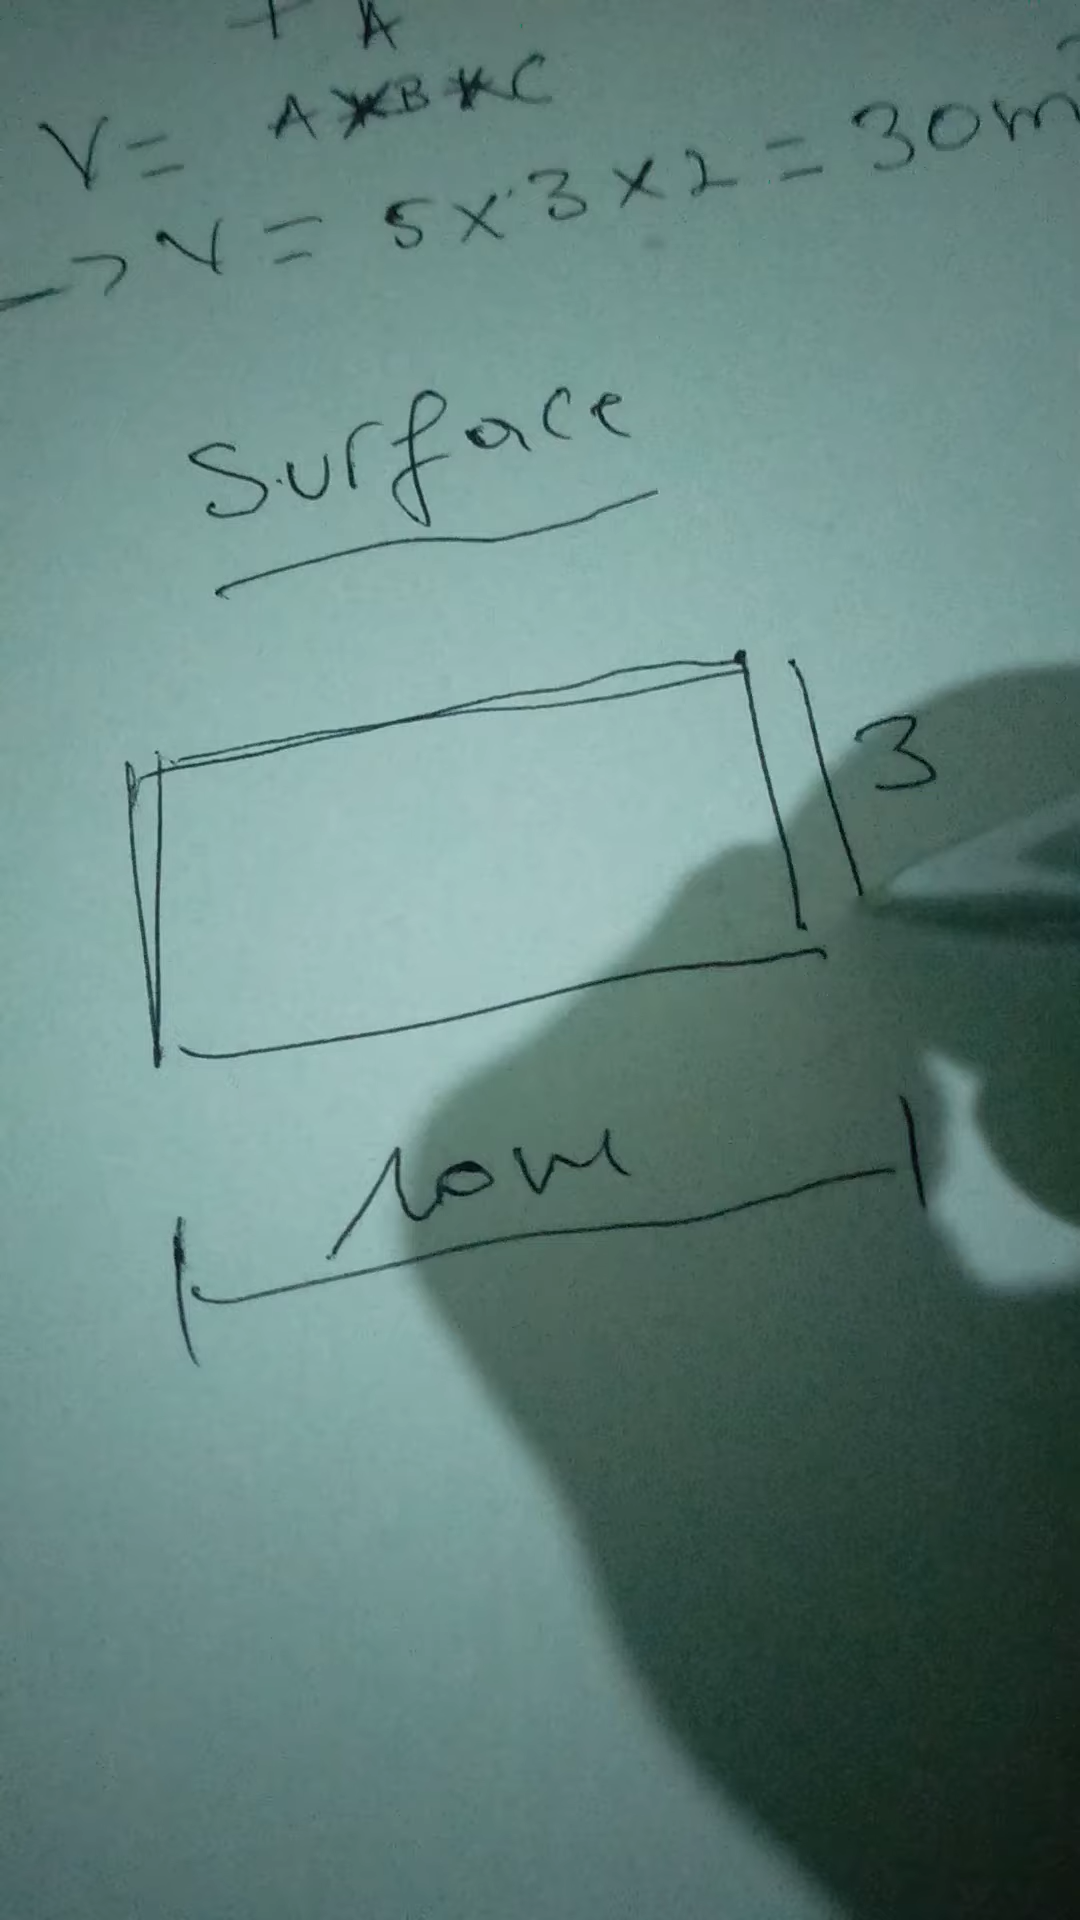 A
V = A * B * C
→ V = 5 x 3 x 2 = 30m
Surface
3
10m